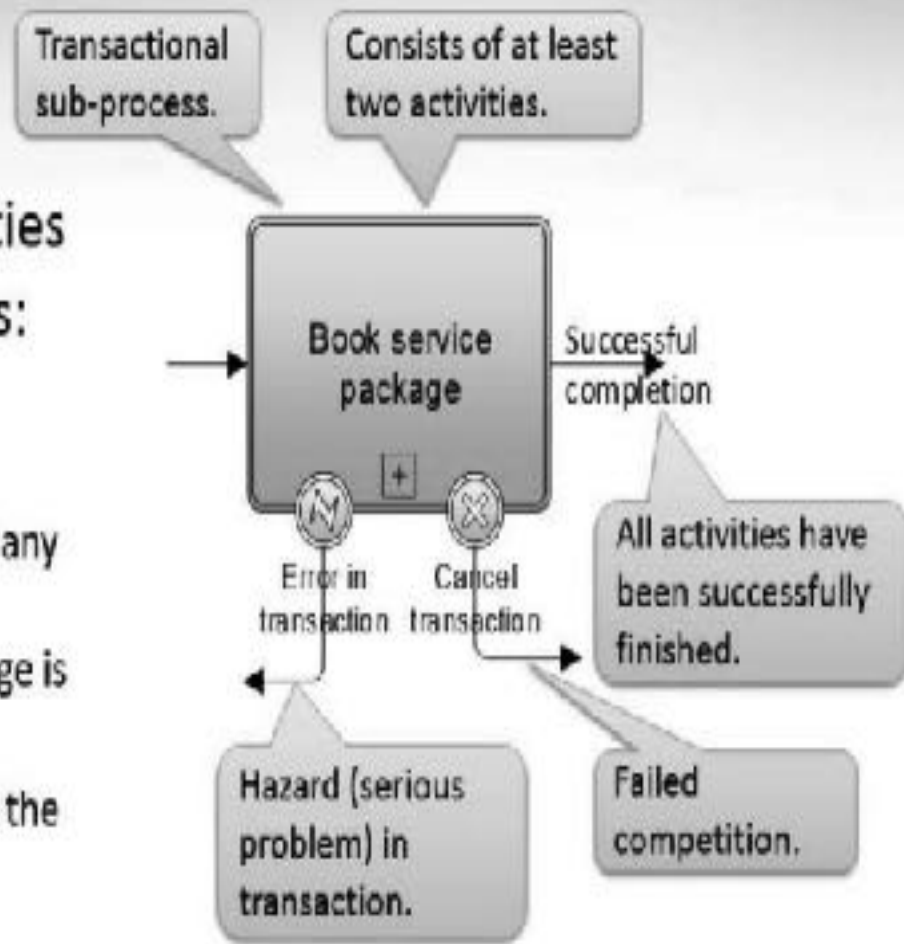 Transactional
sub-process.
Consists of at least
two activities.
ties
s:
Book service
package
+
Successful
completion
any
ge is
the
Error in
transaction
Cancel
transaction
All activities have
been successfully
finished.
Hazard (serious
problem) in
transaction.
Failed
competition.